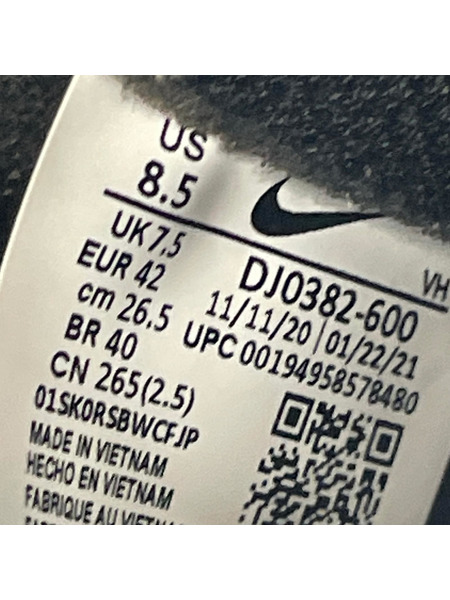 US
8.5
UK 7,5
EUR 42
cm 26.5
BR 40
CN 265(2.5)
01SK0RSBWCFJP
MADE IN VIETNAM
HECHO EN VIETNAM
FABRIQUE AU VIETNAM
VH
DJ0382-600
11/11/20 | 01/22/21
UPC 00194958578480